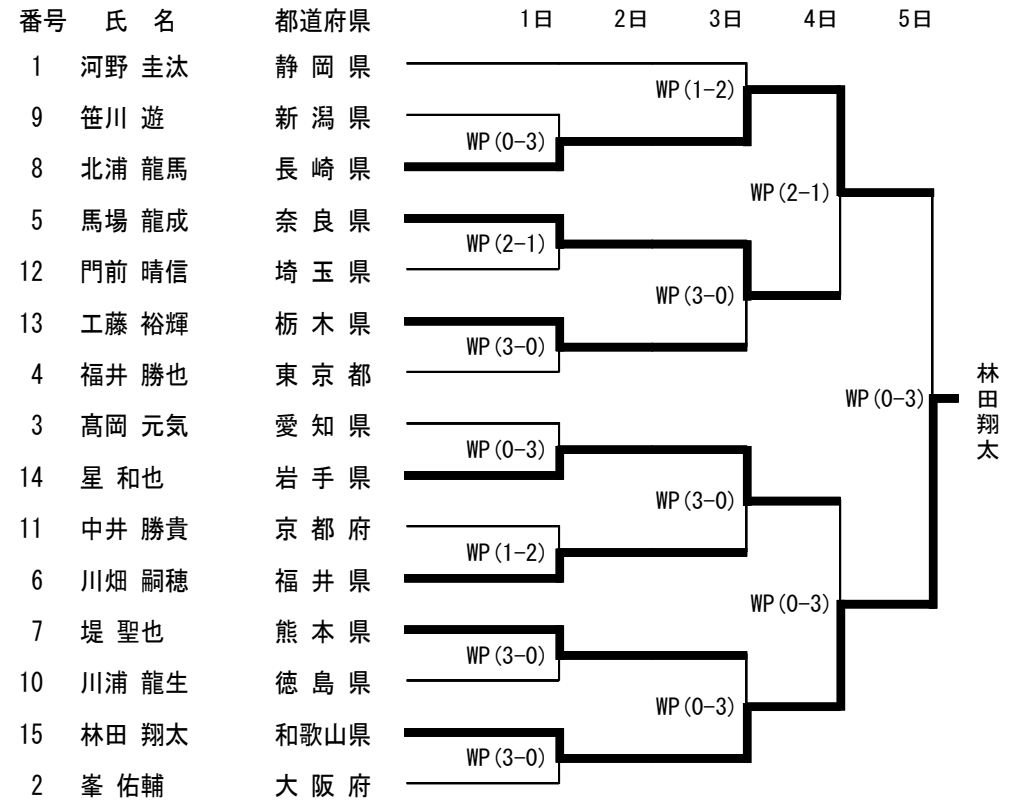 番号 氏 名 都道府県 1日 2日 3日 4日 5日
1 河野 圭汰 静 岡 県
WP(1-2)
9 笹川 遊 新 潟 県
WP(0-3)
8 北浦 龍馬 長 崎 県
WP(2-1)
5 馬場 龍成 奈 良 県
WP(2-1)
12 門前 晴信 埼 玉 県
WP(3-0)
13 工藤 裕輝 栃 木 県
WP(3-0)
4 福井 勝也 東 京 都
WP(0-3)
林田翔太
3 髙岡 元気 愛 知 県
WP(0-3)
14 星 和也 岩 手 県
WP(3-0)
11 中井 勝貴 京 都 府
WP(1-2)
6 川畑 嗣穂 福 井 県
WP(0-3)
7 堤 聖也 熊 本 県
WP(3-0)
10 川浦 龍生 徳 島 県
WP(0-3)
15 林田 翔太 和歌山県
WP(3-0)
2 峯 佑輔 大 阪 府